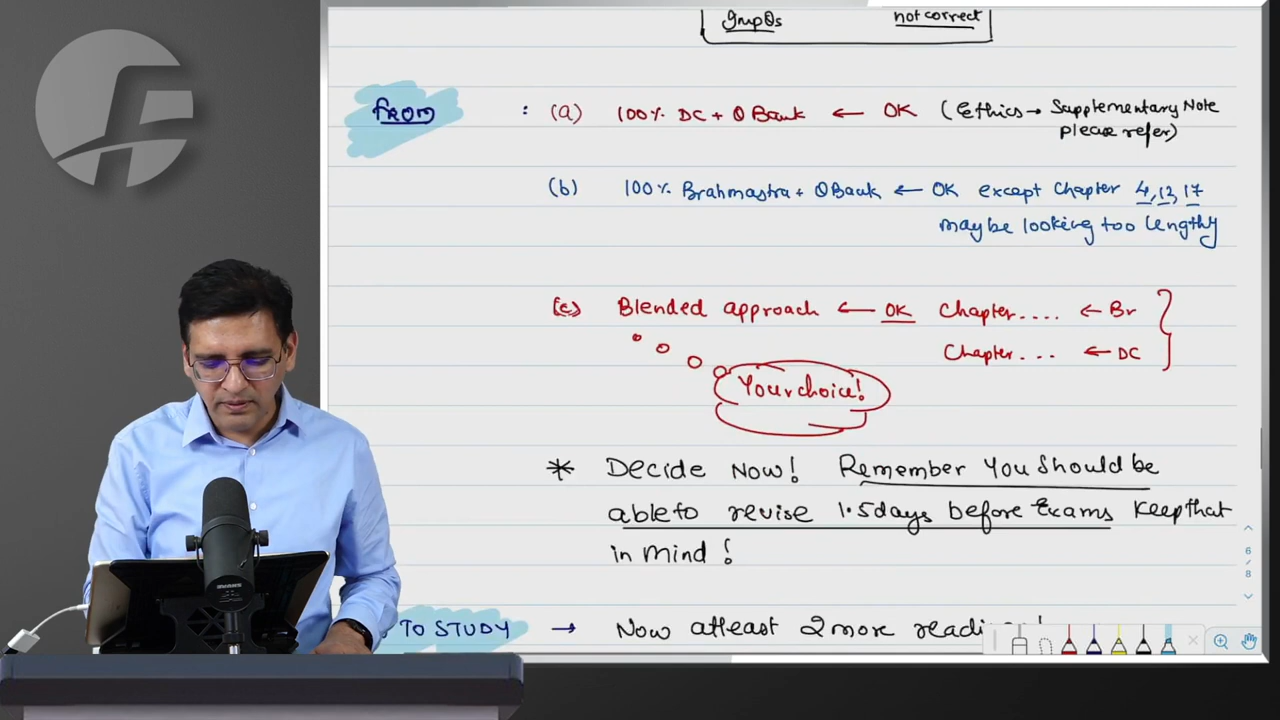 ImpQs not correct
From : (a) 100% DC + Q Bank ← OK (Ethics → Supplementary Note
please refer)
(b) 100% Brahmastra + Q Bank ← OK except Chapter 4, 13, 17
may be looking too lengthy
(c) Blended approach ← OK Chapter.... ← Br
Chapter... ← DC
Your choice!
* Decide Now! Remember You Should be
able to revise 1.5 days before Exams Keep that
in Mind!
6
/
8
TO STUDY → Now atleast 2 more